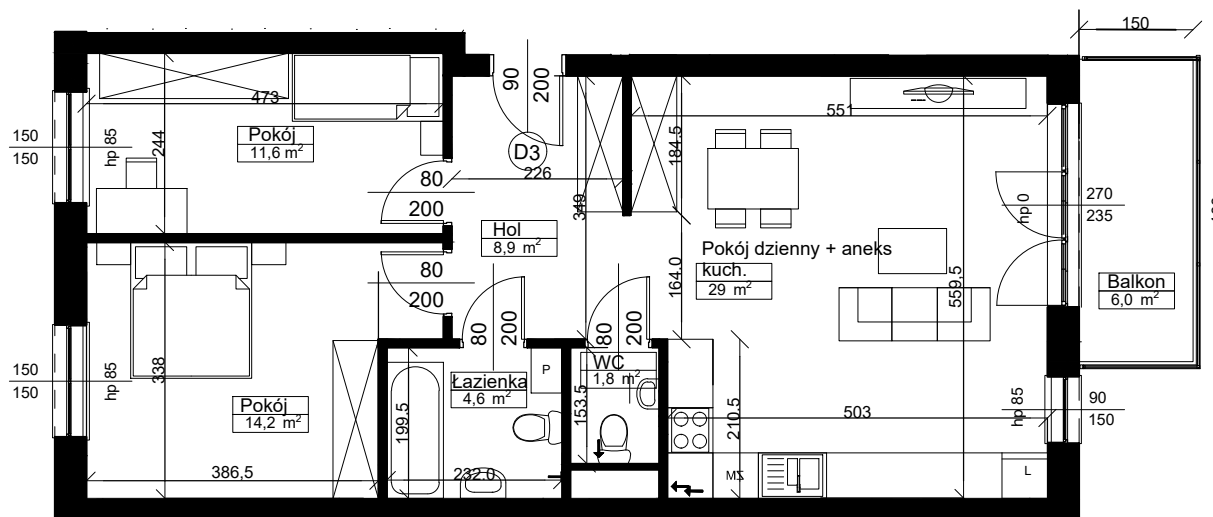 150
473
150
150
hp 85
244
Pokój
11,6 m²
90
200
D3
226
80
200
349
184.5
551
Hol
8,9 m²
80
200
164.0
Pokój dzienny + aneks
kuch.
29 m²
559,5
hp 0
270
235
Balkon
6,0 m²
150
150
hp 85
338
Pokój
14,2 m²
386,5
80
200
Łazienka
4,6 m²
P
199.5
232.0
80
200
WC
1,8 m²
153.5
210.5
503
hp 85
90
150
MZ
L